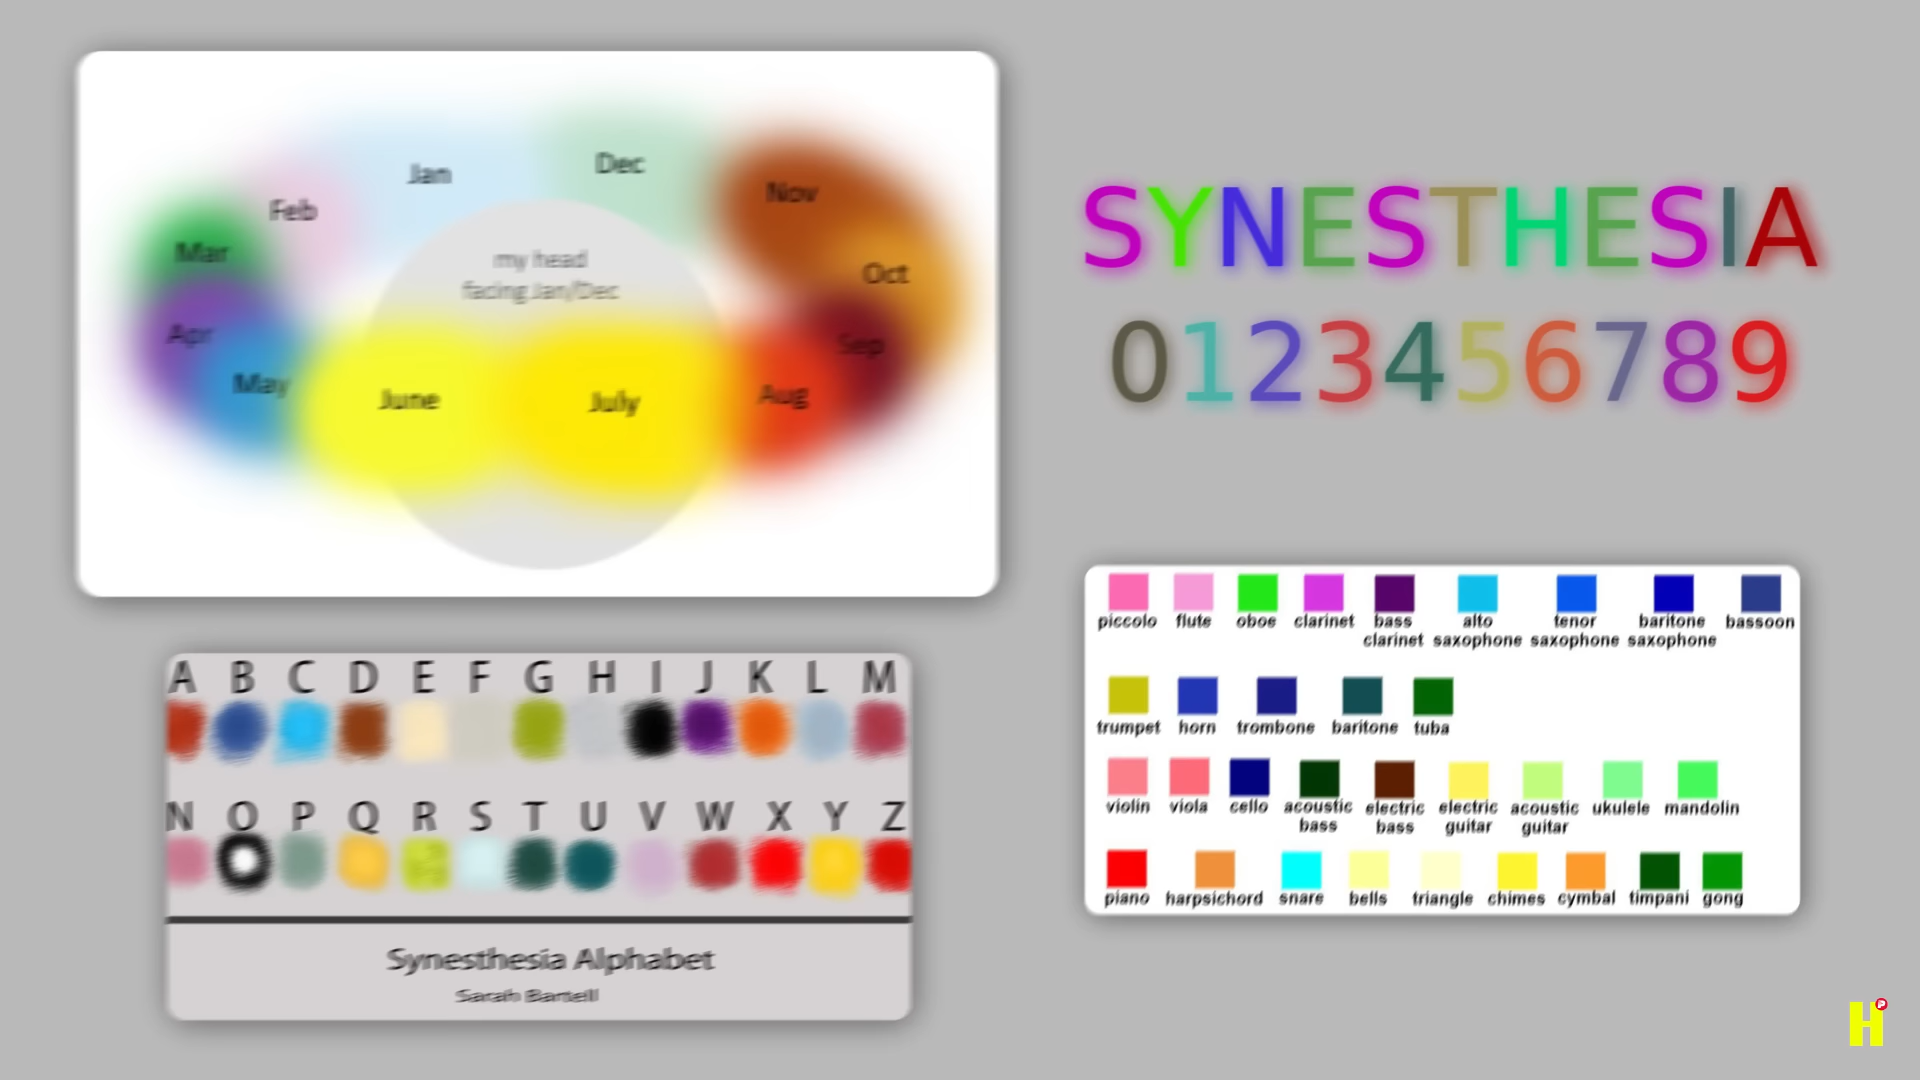 Jan
Dec
Feb
Nov
Mar
my head
Oct
facing Jan/Dec
Apr
Sep
May
June
July
Aug
SYNESTHESIA
0123456789
A B C D E F G H I J K L M
N O P Q R S T U V W X Y Z
Synesthesia Alphabet
Sarah Bartell
piccolo flute oboe clarinet bass clarinet alto saxophone tenor saxophone baritone saxophone bassoon
trumpet horn trombone baritone tuba
violin viola cello acoustic bass electric bass electric guitar acoustic guitar ukulele mandolin
piano harpsichord snare bells triangle chimes cymbal timpani gong
H